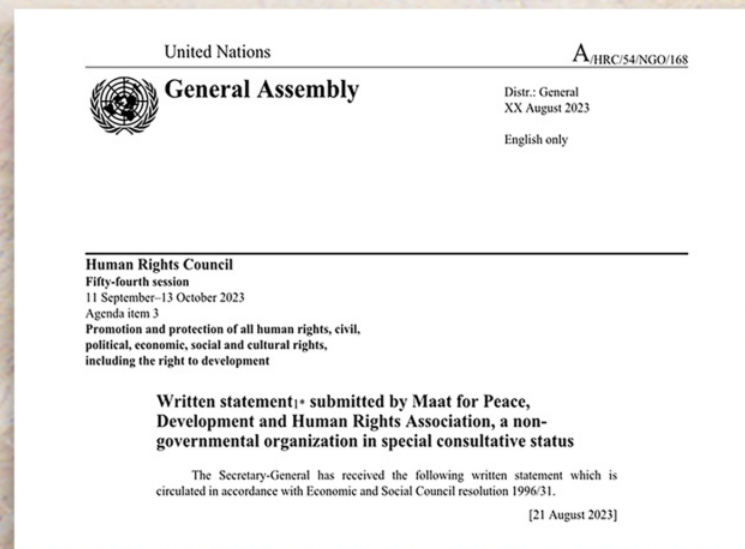 United Nations
A/HRC/54/NGO/168
General Assembly
Distr.: General
XX August 2023
English only
Human Rights Council
Fifty-fourth session
11 September–13 October 2023
Agenda item 3
Promotion and protection of all human rights, civil,
political, economic, social and cultural rights,
including the right to development
Written statement1* submitted by Maat for Peace,
Development and Human Rights Association, a non-
governmental organization in special consultative status
The Secretary-General has received the following written statement which is
circulated in accordance with Economic and Social Council resolution 1996/31.
[21 August 2023]